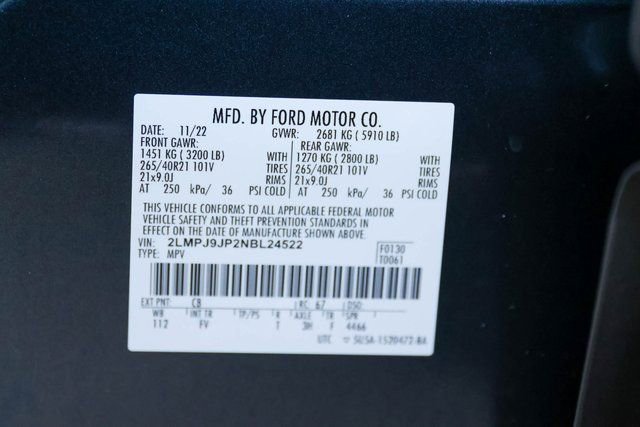 MFD. BY FORD MOTOR CO.
DATE: 11/22 GVWR: 2681 KG ( 5910 LB)
FRONT GAWR: REAR GAWR:
1451 KG ( 3200 LB) WITH 1270 KG ( 2800 LB) WITH
265/40R21 101V TIRES 265/40R21 101V TIRES
21x9.0J RIMS 21x9.0J RIMS
AT 250 kPa/ 36 PSI COLD AT 250 kPa/ 36 PSI COLD
THIS VEHICLE CONFORMS TO ALL APPLICABLE FEDERAL MOTOR
VEHICLE SAFETY AND THEFT PREVENTION STANDARDS IN
EFFECT ON THE DATE OF MANUFACTURE SHOWN ABOVE.
VIN: 2LMPJ9JP2NBL24522 F0130
TYPE: MPV T0061
EXT PNT: CB RC: 67 DSO:
WB INT TR TP/PS R AXLE TR SPR
112 FV T 3H F 4466
UTC 5USA-1520472-BA